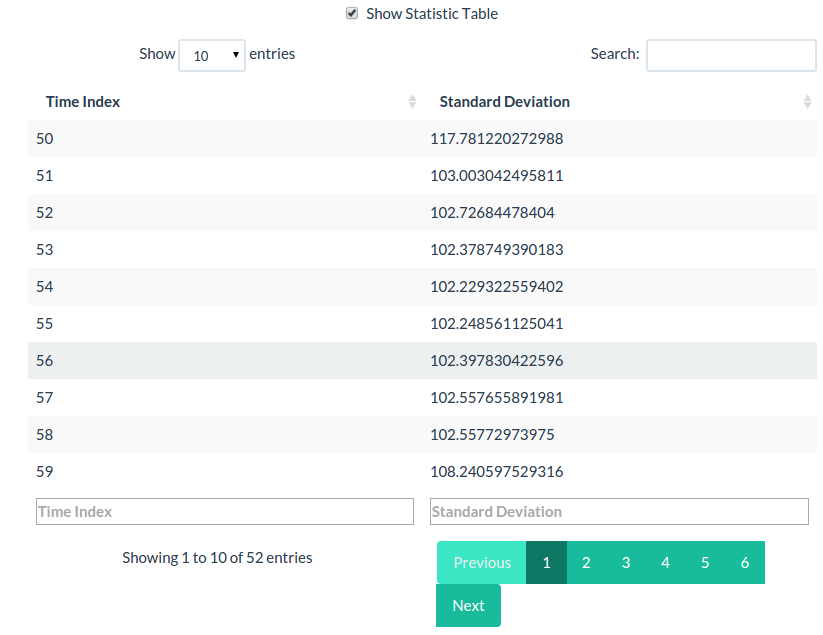 Show Statistic Table
Show 10 entries Search:
Time Index Standard Deviation
50 117.781220272988
51 103.003042495811
52 102.72684478404
53 102.378749390183
54 102.229322559402
55 102.248561125041
56 102.397830422596
57 102.557655891981
58 102.55772973975
59 108.240597529316
Time Index Standard Deviation
Showing 1 to 10 of 52 entries Previous 1 2 3 4 5 6
Next